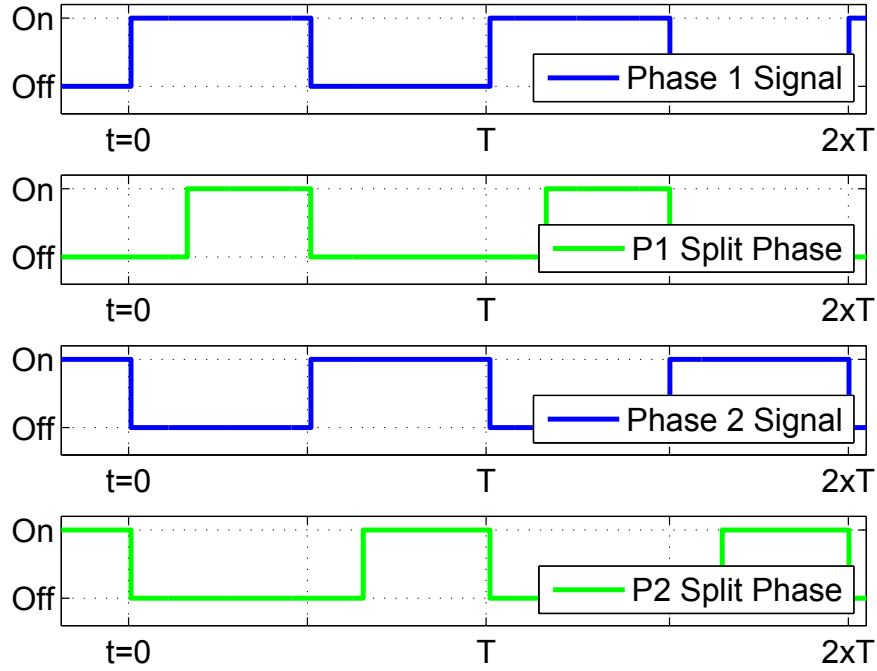 On
Off
Phase 1 Signal
t=0 T 2xT
On
Off
P1 Split Phase
t=0 T 2xT
On
Off
Phase 2 Signal
t=0 T 2xT
On
Off
P2 Split Phase
t=0 T 2xT